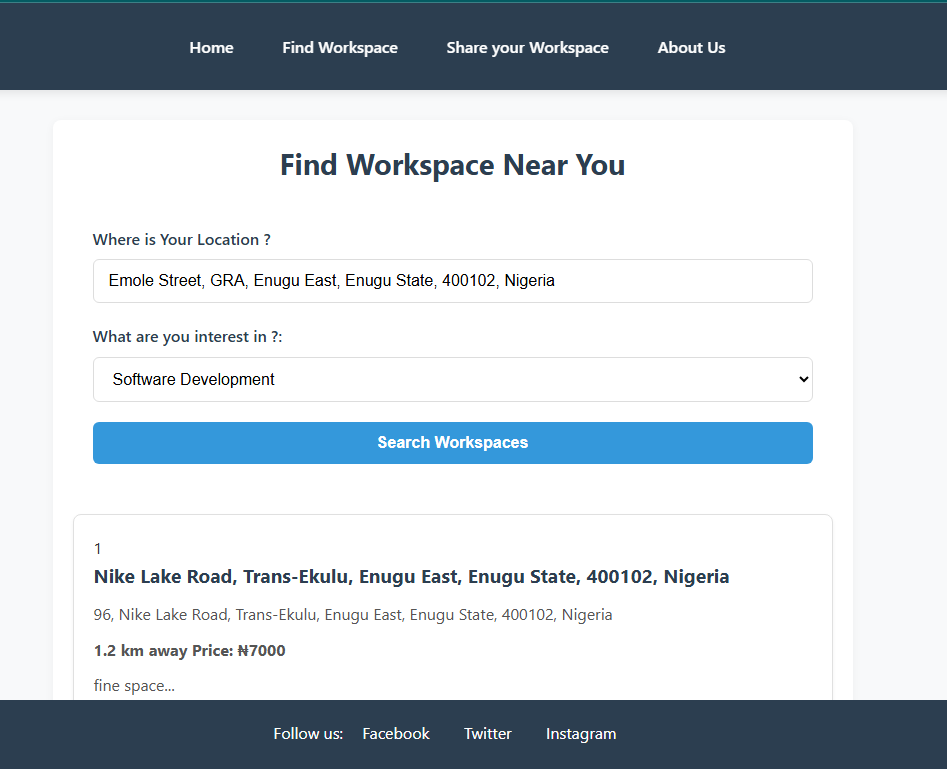 Home Find Workspace Share your Workspace About Us
Find Workspace Near You
Where is Your Location ?
Emole Street, GRA, Enugu East, Enugu State, 400102, Nigeria
What are you interest in ?:
Software Development
Search Workspaces
1
Nike Lake Road, Trans-Ekulu, Enugu East, Enugu State, 400102, Nigeria
96, Nike Lake Road, Trans-Ekulu, Enugu East, Enugu State, 400102, Nigeria
1.2 km away Price: ₦7000
fine space...
Follow us: Facebook Twitter Instagram